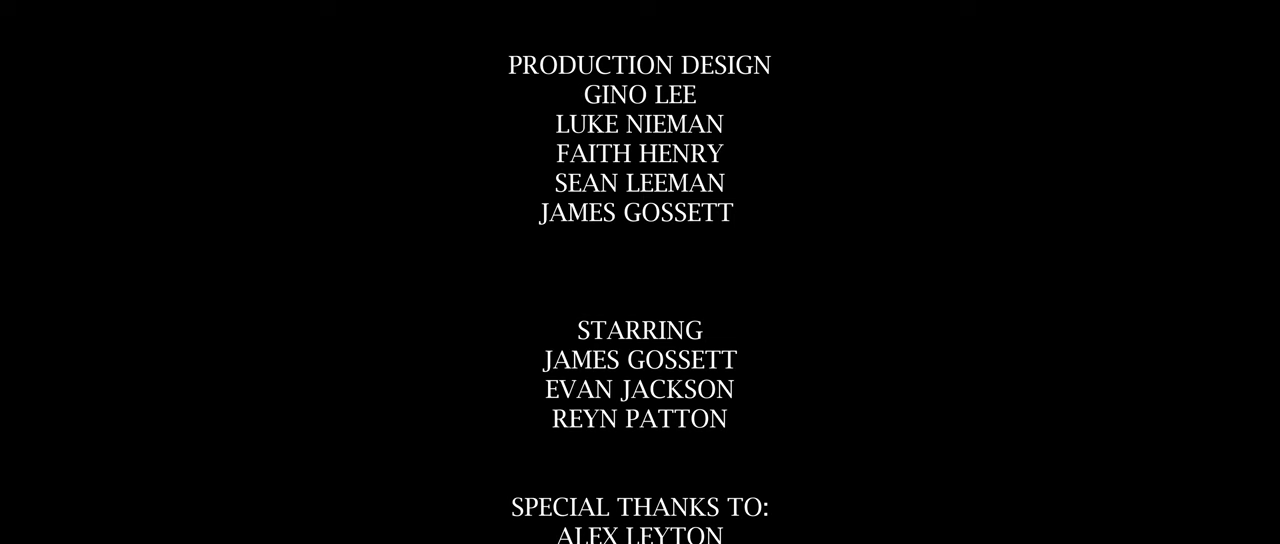 PRODUCTION DESIGN
GINO LEE
LUKE NIEMAN
FAITH HENRY
SEAN LEEMAN
JAMES GOSSETT
STARRING
JAMES GOSSETT
EVAN JACKSON
REYN PATTON
SPECIAL THANKS TO:
ALEX LEYTON